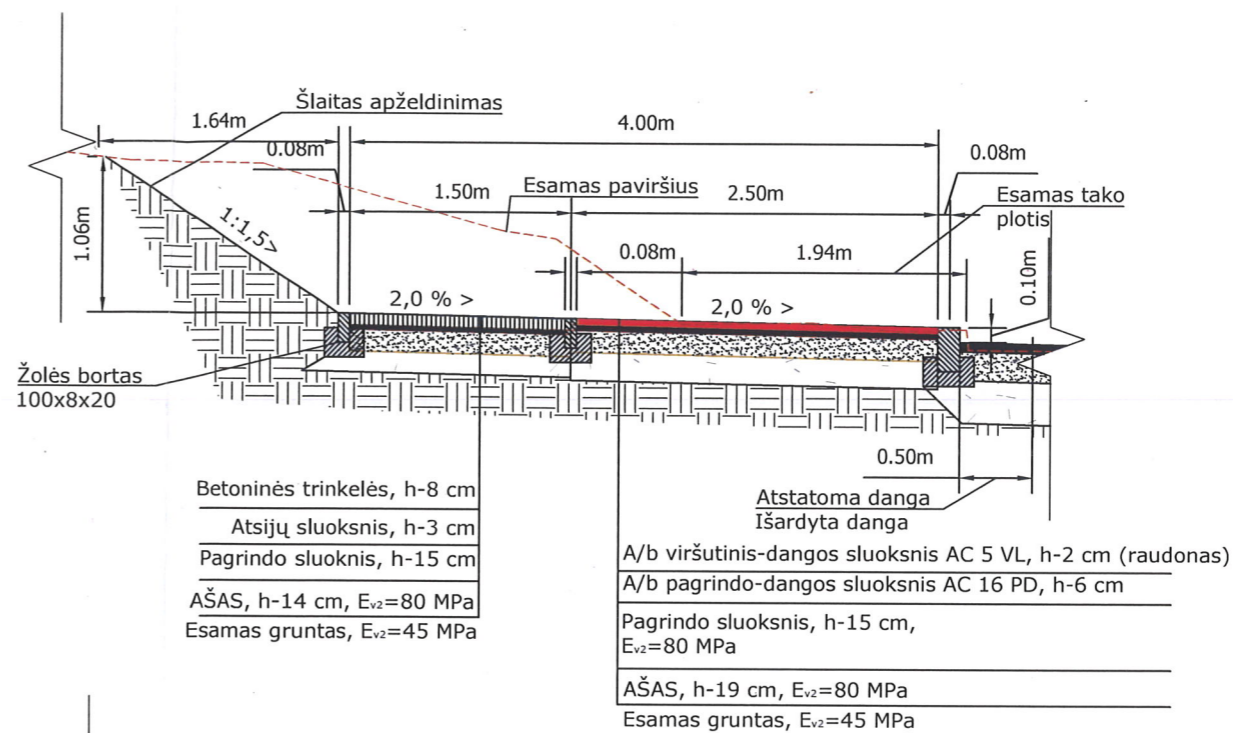 Šlaitas apželdinimas
1.64m
4.00m
0.08m
0.08m
1.50m
Esamas paviršius
2.50m
Esamas tako
plotis
1.06m
1:1,5>
0.08m
1.94m
0.10m
2,0 % >
2,0 % >
Žolės bortas
100x8x20
0.50m
Betoninės trinkelės, h-8 cm
Atsijų sluoksnis, h-3 cm
Pagrindo sluoknis, h-15 cm
AŠAS, h-14 cm, Ev2=80 MPa
Esamas gruntas, Ev2=45 MPa
Atstatoma danga
Išardyta danga
A/b viršutinis-dangos sluoksnis AC 5 VL, h-2 cm (raudonas)
A/b pagrindo-dangos sluoksnis AC 16 PD, h-6 cm
Pagrindo sluoksnis, h-15 cm,
Ev2=80 MPa
AŠAS, h-19 cm, Ev2=80 MPa
Esamas gruntas, Ev2=45 MPa